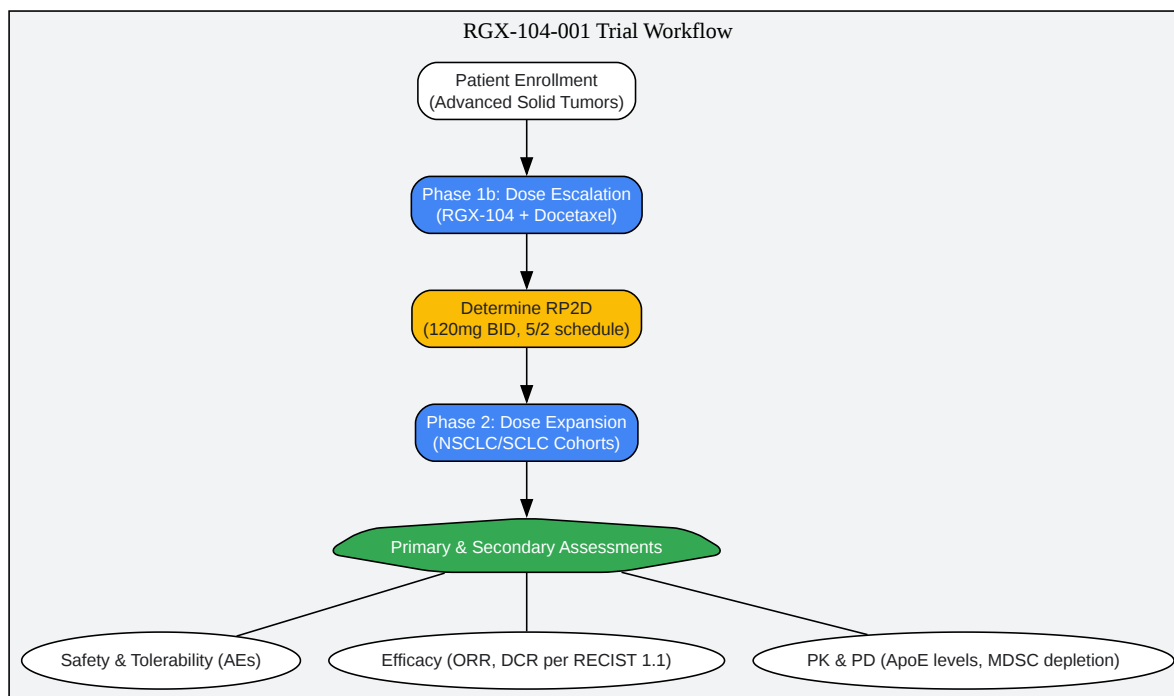 RGX-104-001 Trial Workflow
Patient Enrollment
(Advanced Solid Tumors)
Phase 1b: Dose Escalation
(RGX-104 + Docetaxel)
Determine RP2D
(120mg BID, 5/2 schedule)
Phase 2: Dose Expansion
(NSCLC/SCLC Cohorts)
Primary & Secondary Assessments
Safety & Tolerability (AEs)
Efficacy (ORR, DCR per RECIST 1.1)
PK & PD (ApoE levels, MDSC depletion)